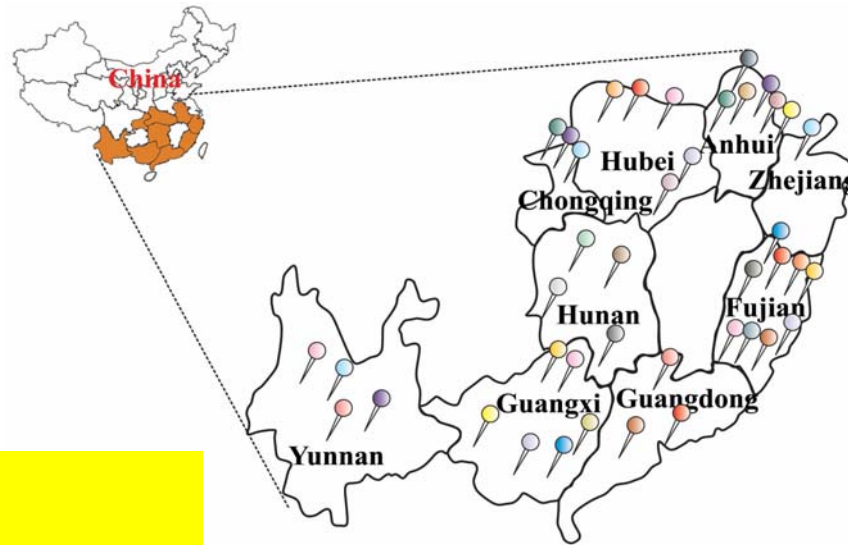 China
Anhui
Hubei
Zhejiang
Chongqing
Hunan
Fujian
Guangxi
Guangdong
Yunnan